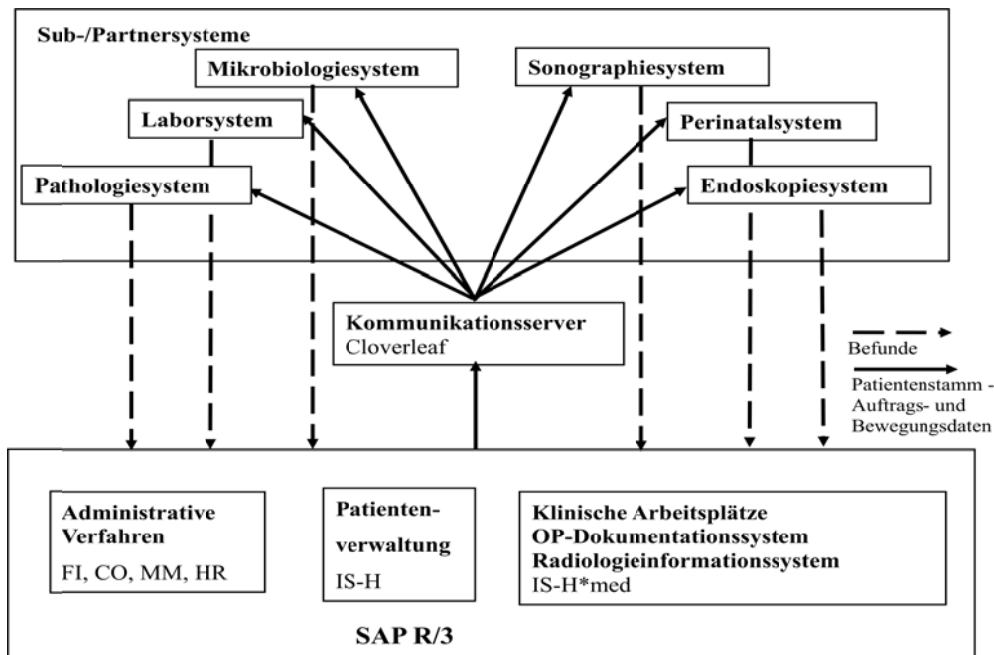 Sub-/Partnersysteme
Mikrobiologiesystem
Sonographiesystem
Laborsystem
Perinatalsystem
Pathologiesystem
Endoskopiesystem
Kommunikationsserver
Cloverleaf
Befunde
Patientenstamm -
Auftrags- und
Bewegungsdaten
Administrative
Verfahren
FI, CO, MM, HR
Patienten-
verwaltung
IS-H
Klinische Arbeitsplätze
OP-Dokumentationssystem
Radiologieinformationssystem
IS-H*med
SAP R/3